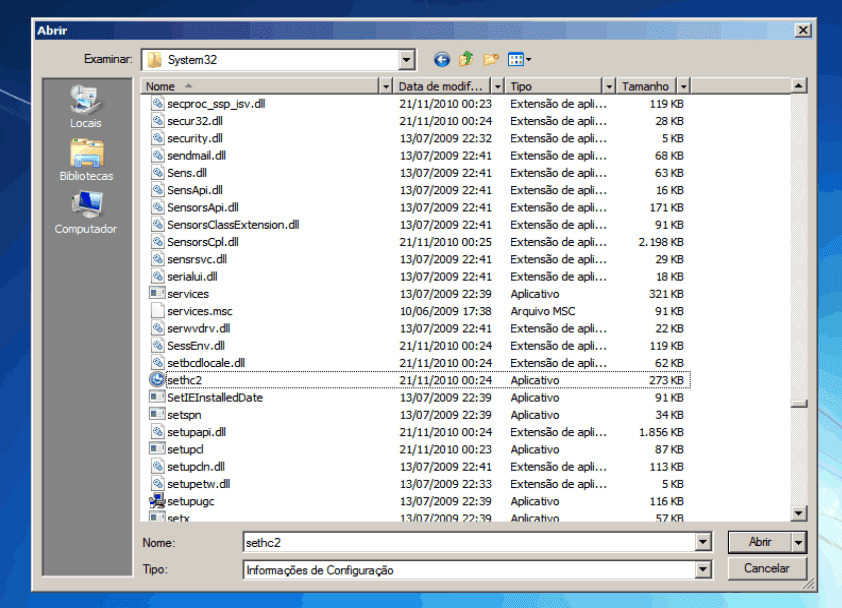 Abrir
Examinar: System32
Nome Data de modif... Tipo Tamanho
secproc_ssp_isv.dll 21/11/2010 00:23 Extensão de apli... 119 KB
secur32.dll 21/11/2010 00:24 Extensão de apli... 28 KB
security.dll 13/07/2009 22:32 Extensão de apli... 5 KB
sendmail.dll 13/07/2009 22:41 Extensão de apli... 68 KB
Sens.dll 13/07/2009 22:41 Extensão de apli... 63 KB
SensApi.dll 13/07/2009 22:41 Extensão de apli... 16 KB
SensorsApi.dll 13/07/2009 22:41 Extensão de apli... 171 KB
SensorsClassExtension.dll 13/07/2009 22:41 Extensão de apli... 91 KB
SensorsCpl.dll 21/11/2010 00:25 Extensão de apli... 2.198 KB
sensrsvc.dll 13/07/2009 22:41 Extensão de apli... 29 KB
serialui.dll 13/07/2009 22:41 Extensão de apli... 18 KB
services 13/07/2009 22:39 Aplicativo 321 KB
services.msc 10/06/2009 17:38 Arquivo MSC 91 KB
serwvdrv.dll 13/07/2009 22:41 Extensão de apli... 22 KB
SessEnv.dll 21/11/2010 00:24 Extensão de apli... 119 KB
setbcdlocale.dll 21/11/2010 00:24 Extensão de apli... 62 KB
sethc2 21/11/2010 00:24 Aplicativo 273 KB
SetIEInstalledDate 13/07/2009 22:39 Aplicativo 91 KB
setspn 13/07/2009 22:39 Aplicativo 34 KB
setupapi.dll 21/11/2010 00:24 Extensão de apli... 1.856 KB
setupcl 21/11/2010 00:23 Aplicativo 87 KB
setupcln.dll 13/07/2009 22:41 Extensão de apli... 113 KB
setupetw.dll 13/07/2009 22:33 Extensão de apli... 5 KB
setupugc 13/07/2009 22:39 Aplicativo 116 KB
setx 13/07/2009 22:39 Aplicativo 57 KB
Locais
Bibliotecas
Computador
Nome: sethc2 Abrir
Tipo: Informações de Configuração Cancelar